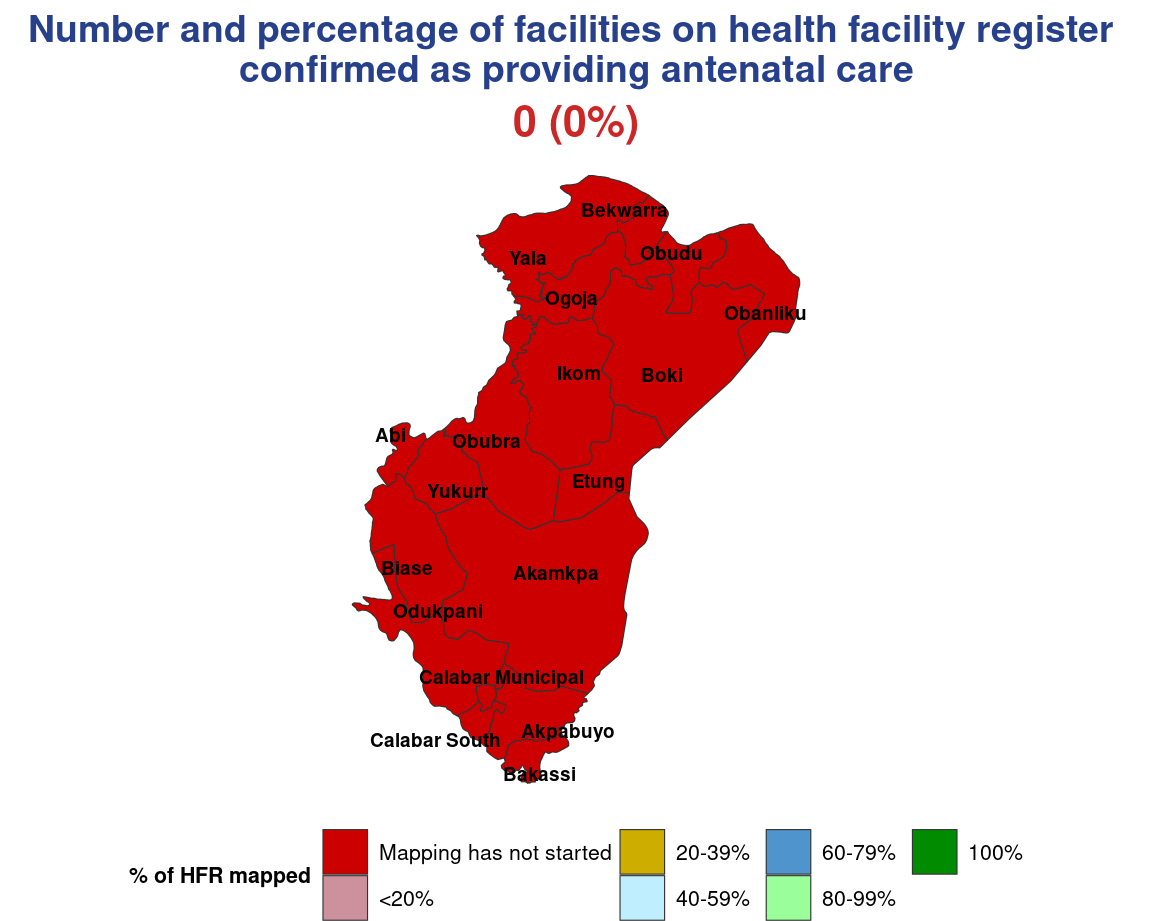 Number and percentage of facilities on health facility register
confirmed as providing antenatal care
0 (0%)
Bekwarra
Yala
Obudu
Ogoja
Obanliku
Ikom
Boki
Abi
Obubra
Etung
Yukurr
Biase
Akamkpa
Odukpani
Calabar Municipal
Akpabuyo
Calabar South
Bakassi
% of HFR mapped
Mapping has not started
<20%
20-39%
40-59%
60-79%
80-99%
100%